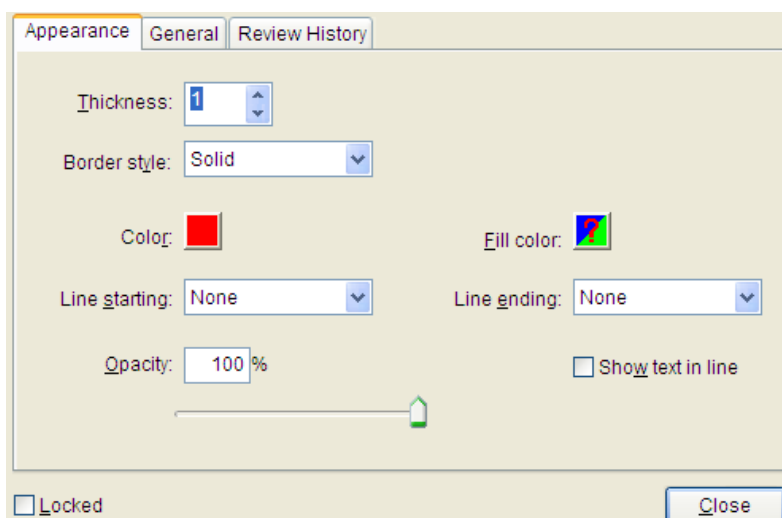 Appearance General Review History
Thickness: 1
Border style: Solid
Color: Fill color: ?
Line starting: None Line ending: None
Opacity: 100 % Show text in line
Locked Close